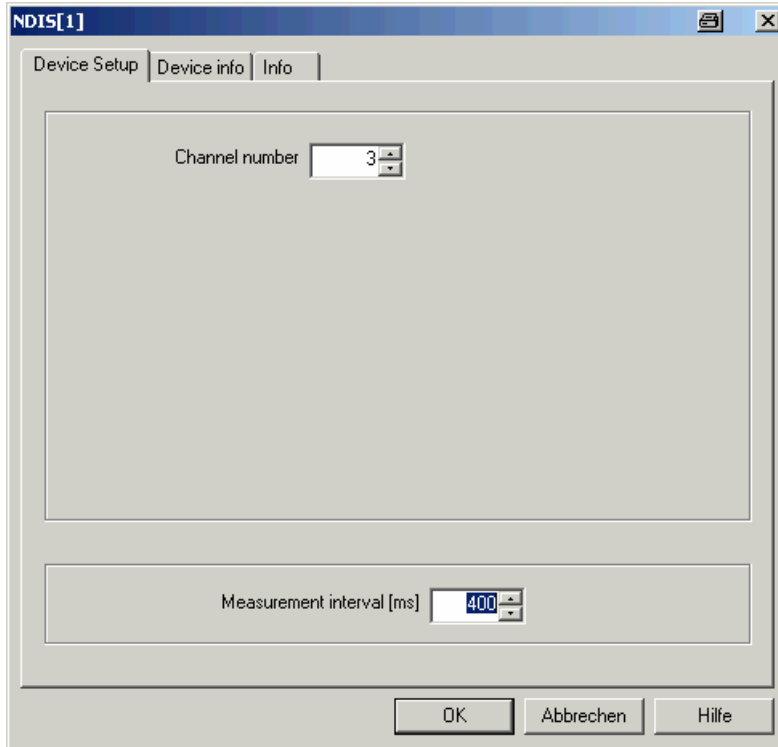 NDIS[1]
Device Setup Device info Info
Channel number 3
Measurement interval [ms] 400
OK Abbrechen Hilfe